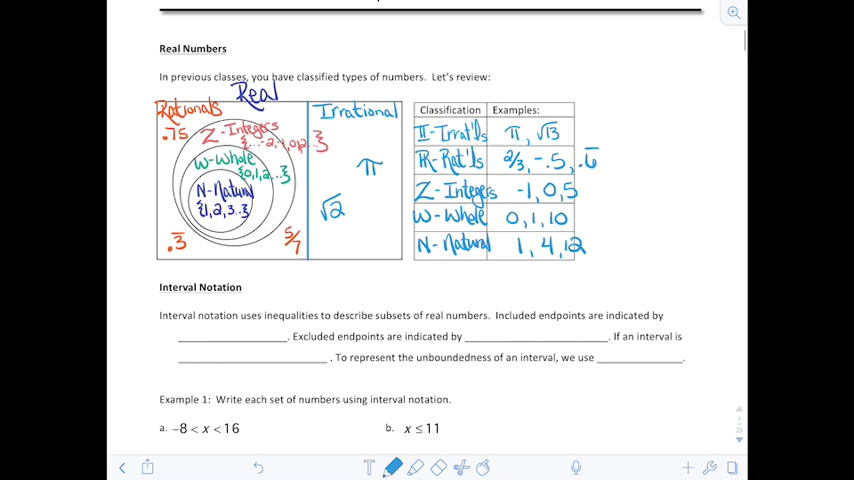 Real Numbers
In previous classes, you have classified types of numbers. Let's review:
Real
Rationals
Irrational
.75
Z-Integers
{...-2,-1,0,2...}
W-Whole
{0,1,2...}
N-Natural
{1,2,3..}
π
√2
.3̅
5/7
Classification Examples:
II-Irrat'ls π, √13
R-Rat'ls 2/3, -.5, .6̅
Z-Integers -1, 0, 5
W-Whole 0, 1, 10
N-Natural 1, 4, 12
Interval Notation
Interval notation uses inequalities to describe subsets of real numbers. Included endpoints are indicated by
____________________. Excluded endpoints are indicated by __________________________. If an interval is
___________________________ . To represent the unboundedness of an interval, we use ________________.
Example 1: Write each set of numbers using interval notation.
a. −8 < x < 16 b. x ≤ 11